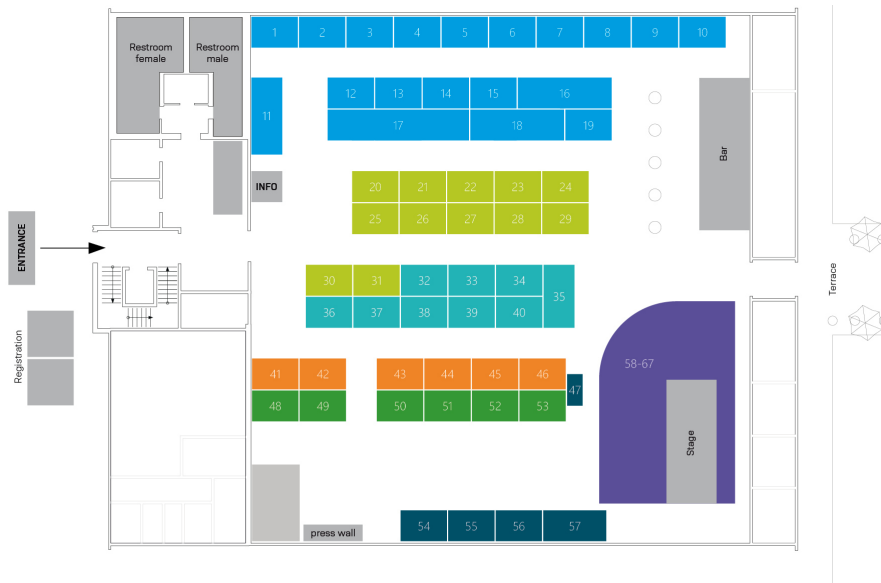 Restroom
female
Restroom
male
1 2 3 4 5 6 7 8 9 10
11
12 13 14 15 16
17 18 19
Bar
INFO
20 21 22 23 24
25 26 27 28 29
ENTRANCE
Terrace
30 31 32 33 34
35
36 37 38 39 40
Registration
41 42 43 44 45 46
47
58-67
48 49 50 51 52 53
Stage
press wall
54 55 56 57